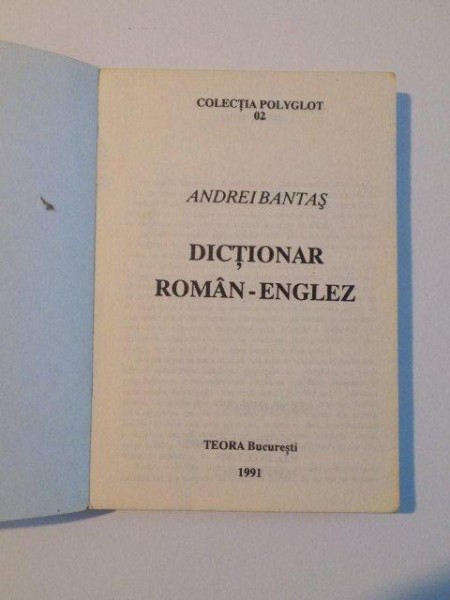 COLECȚIA POLYGLOT
02
ANDREI BANTAȘ
DICȚIONAR
ROMÂN-ENGLEZ
TEORA București
1991